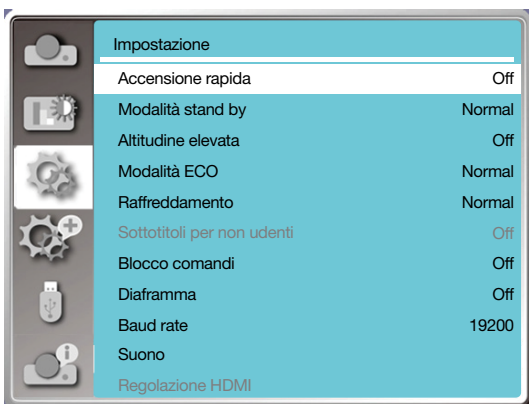 Impostazione
Accensione rapida Off
Modalità stand by Normal
Altitudine elevata Off
Modalità ECO Normal
Raffreddamento Normal
Sottotitoli per non udenti Off
Blocco comandi Off
Diaframma Off
Baud rate 19200
Suono
Regolazione HDMI